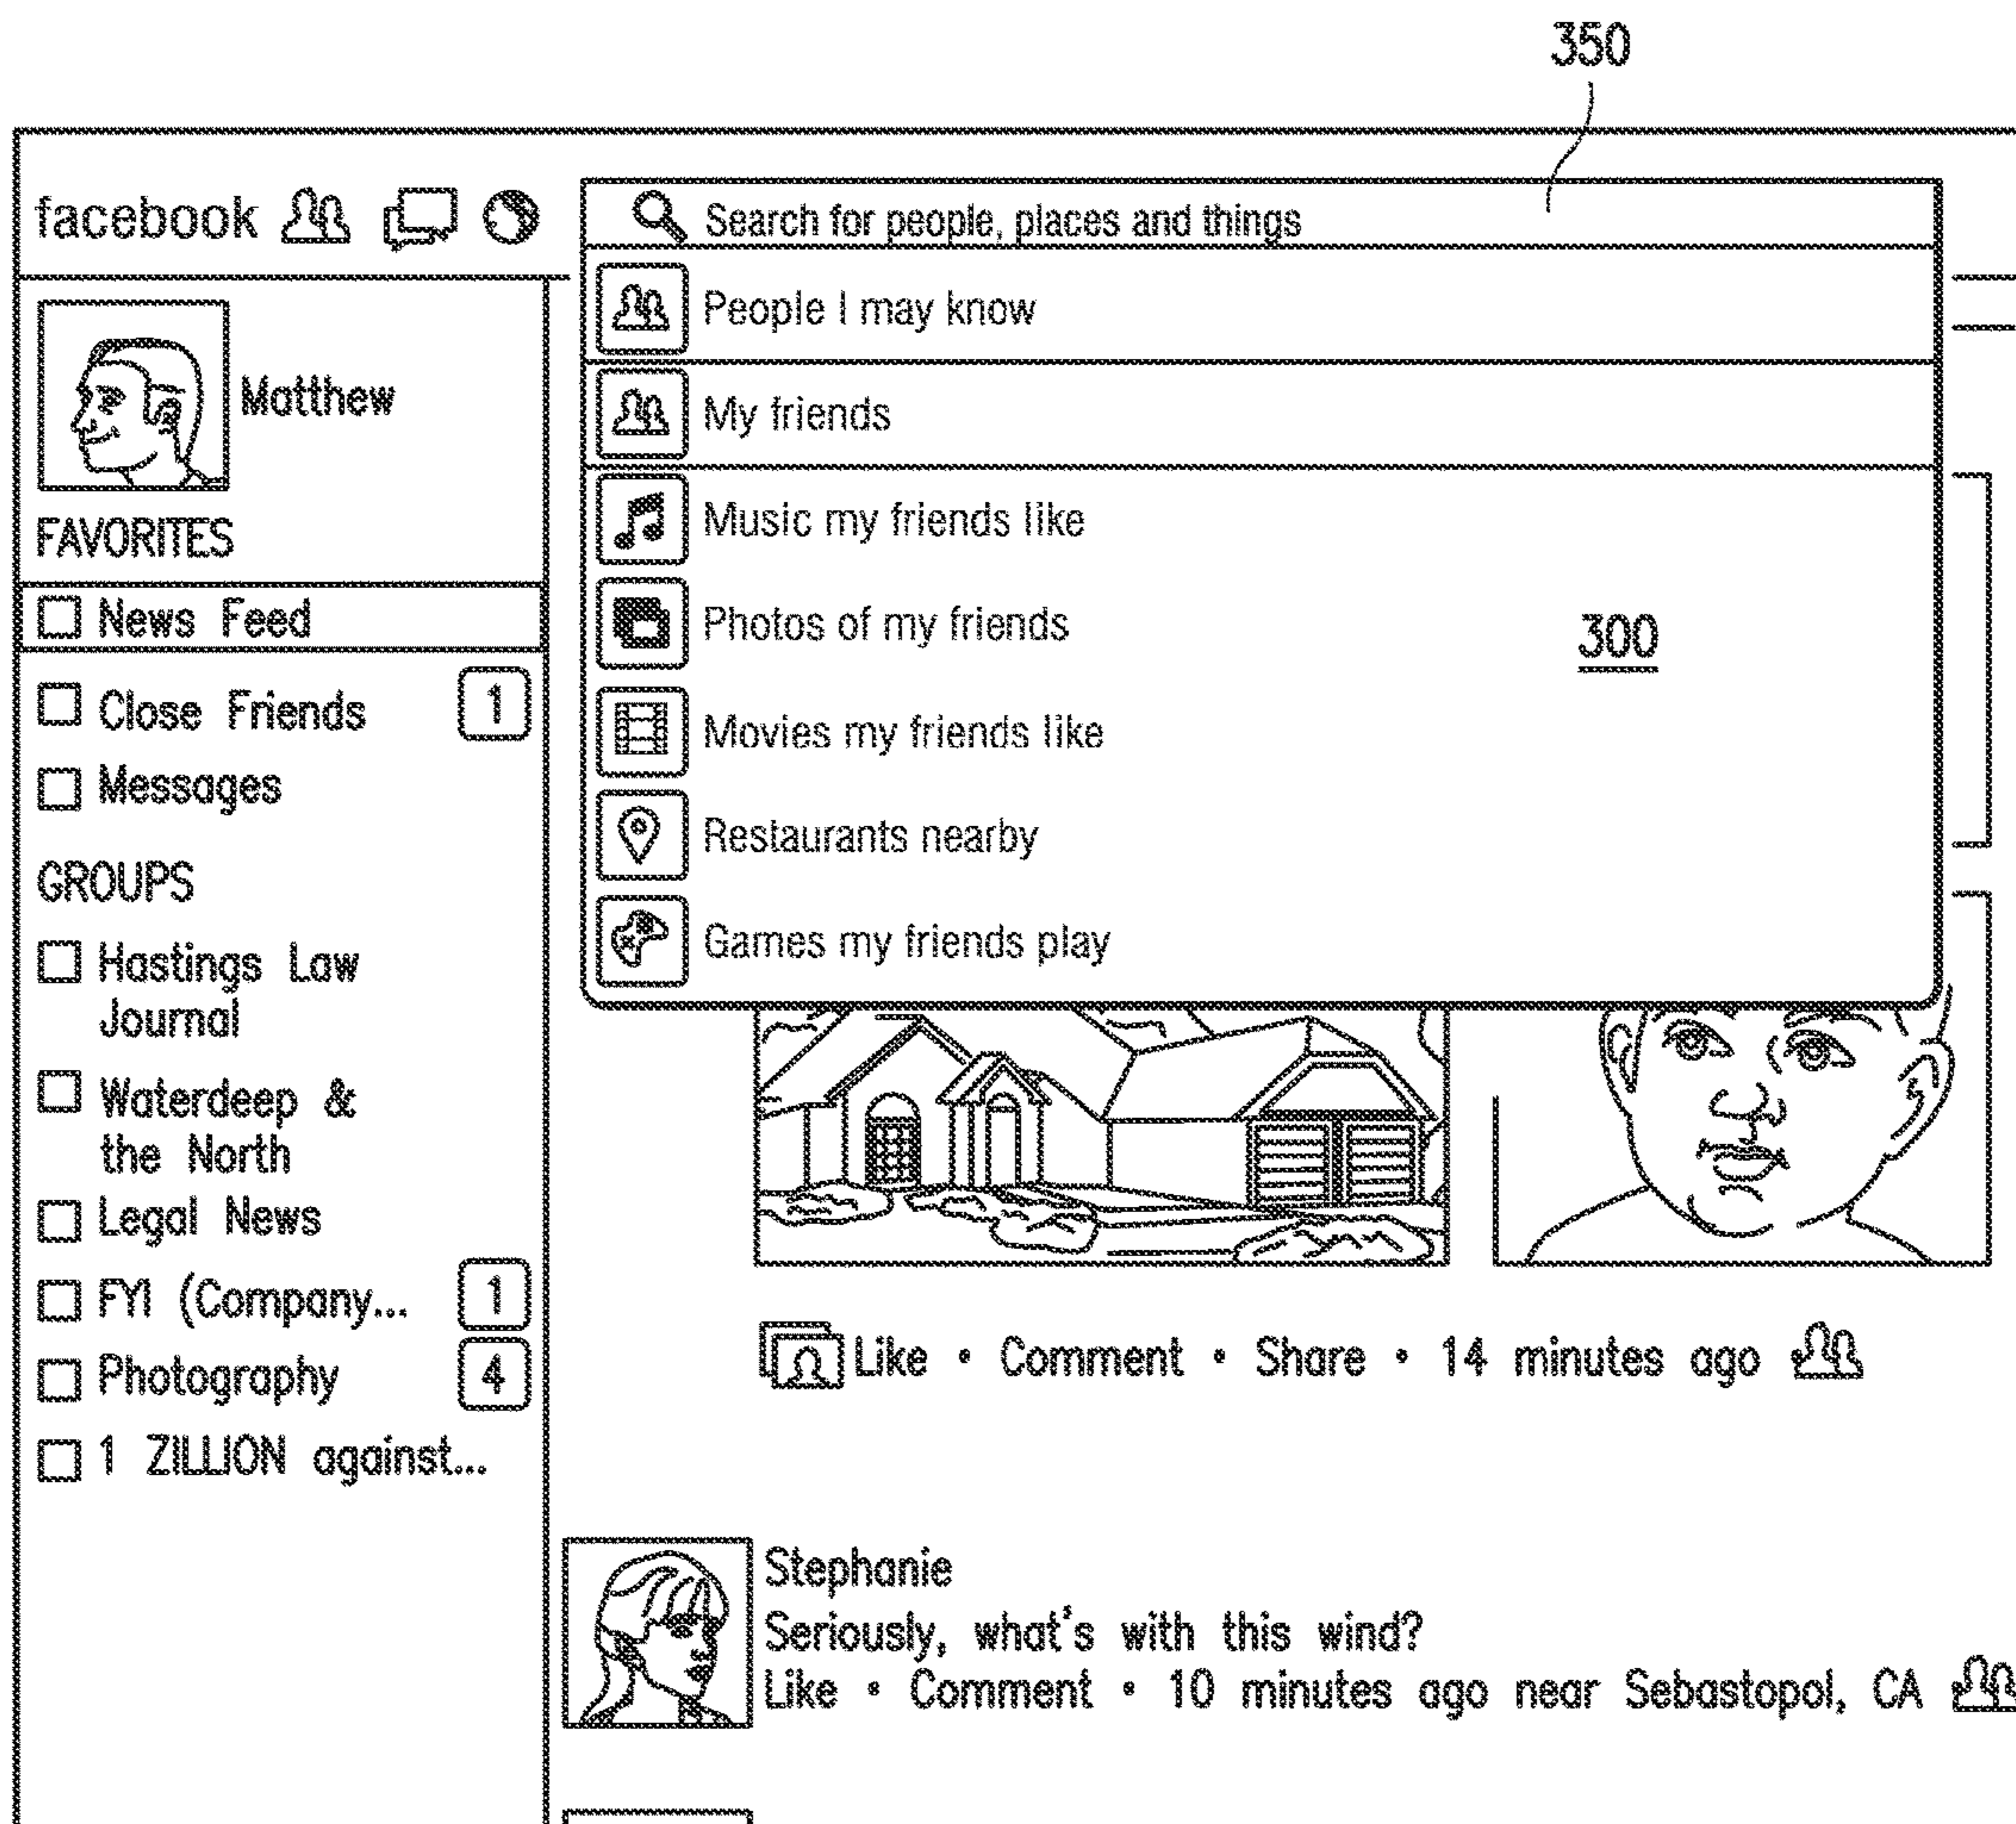 350
facebook
Search for people, places and things
People I may know
My friends
Music my friends like
Photos of my friends
300
Movies my friends like
Restaurants nearby
Games my friends play
Matthew
FAVORITES
News Feed
Close Friends 1
Messages
GROUPS
Hastings Law
Journal
Waterdeep &
the North
Legal News
FYI (Company... 1
Photography 4
1 ZILLION against...
Like • Comment • Share • 14 minutes ago
Stephanie
Seriously, what's with this wind?
Like • Comment • 10 minutes ago near Sebastopol, CA